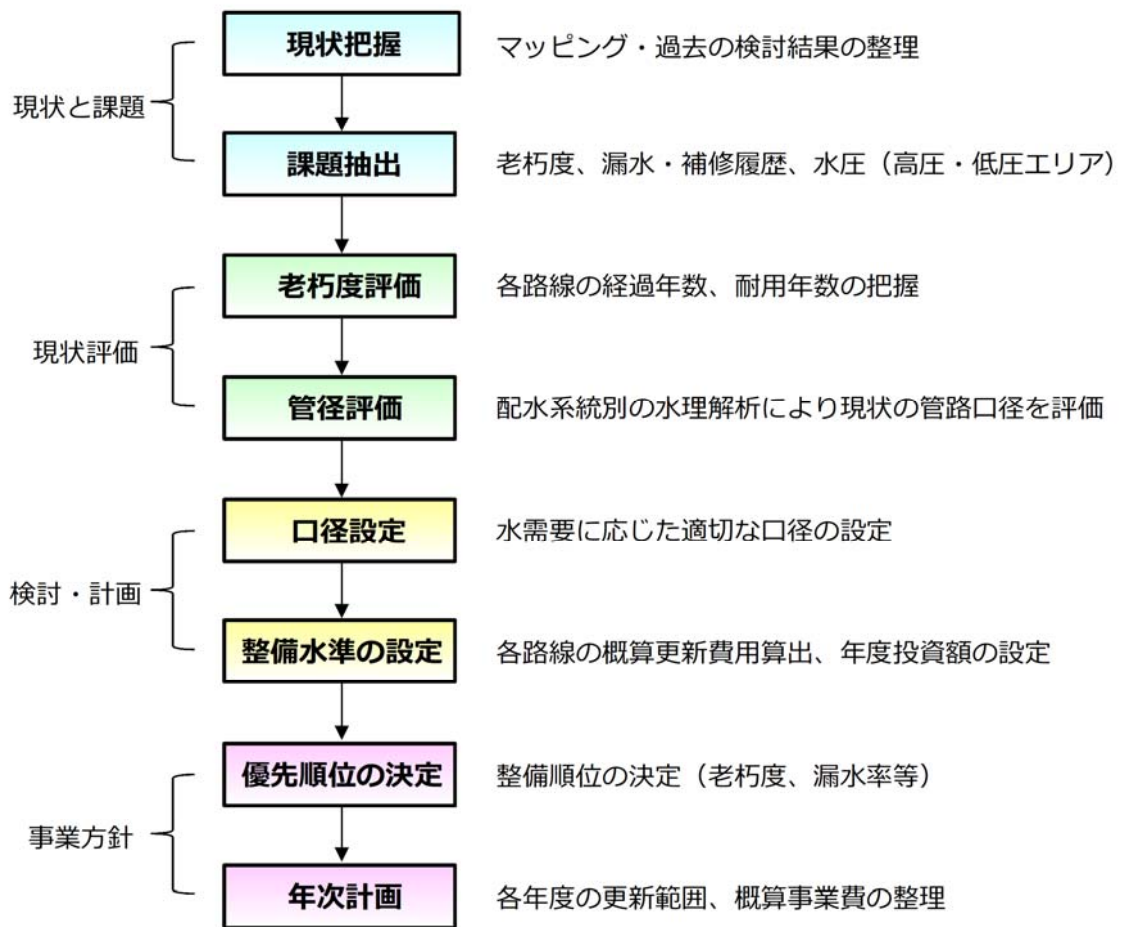 現状把握
マッピング・過去の検討結果の整理
現状と課題
課題抽出
老朽度、漏水・補修履歴、水圧（高圧・低圧エリア）
老朽度評価
各路線の経過年数、耐用年数の把握
現状評価
管径評価
配水系統別の水理解析により現状の管路口径を評価
口径設定
水需要に応じた適切な口径の設定
検討・計画
整備水準の設定
各路線の概算更新費用算出、年度投資額の設定
優先順位の決定
整備順位の決定（老朽度、漏水率等）
事業方針
年次計画
各年度の更新範囲、概算事業費の整理